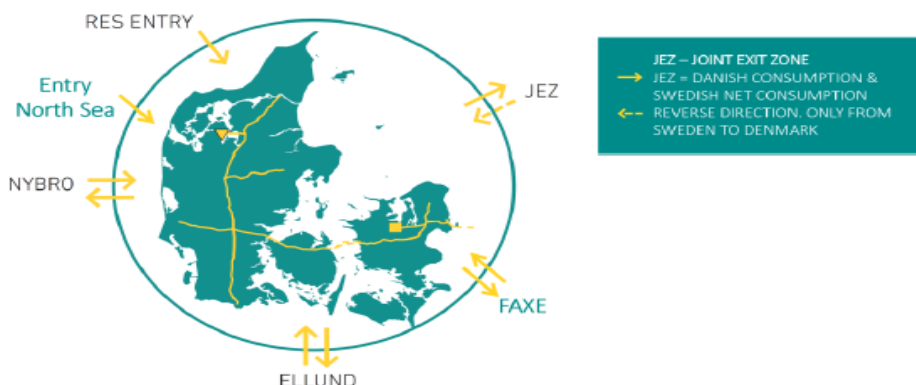 RES ENTRY
Entry
North Sea
NYBRO
ELLUND
FAXE
JEZ
JEZ – JOINT EXIT ZONE
JEZ = DANISH CONSUMPTION &
SWEDISH NET CONSUMPTION
REVERSE DIRECTION. ONLY FROM
SWEDEN TO DENMARK